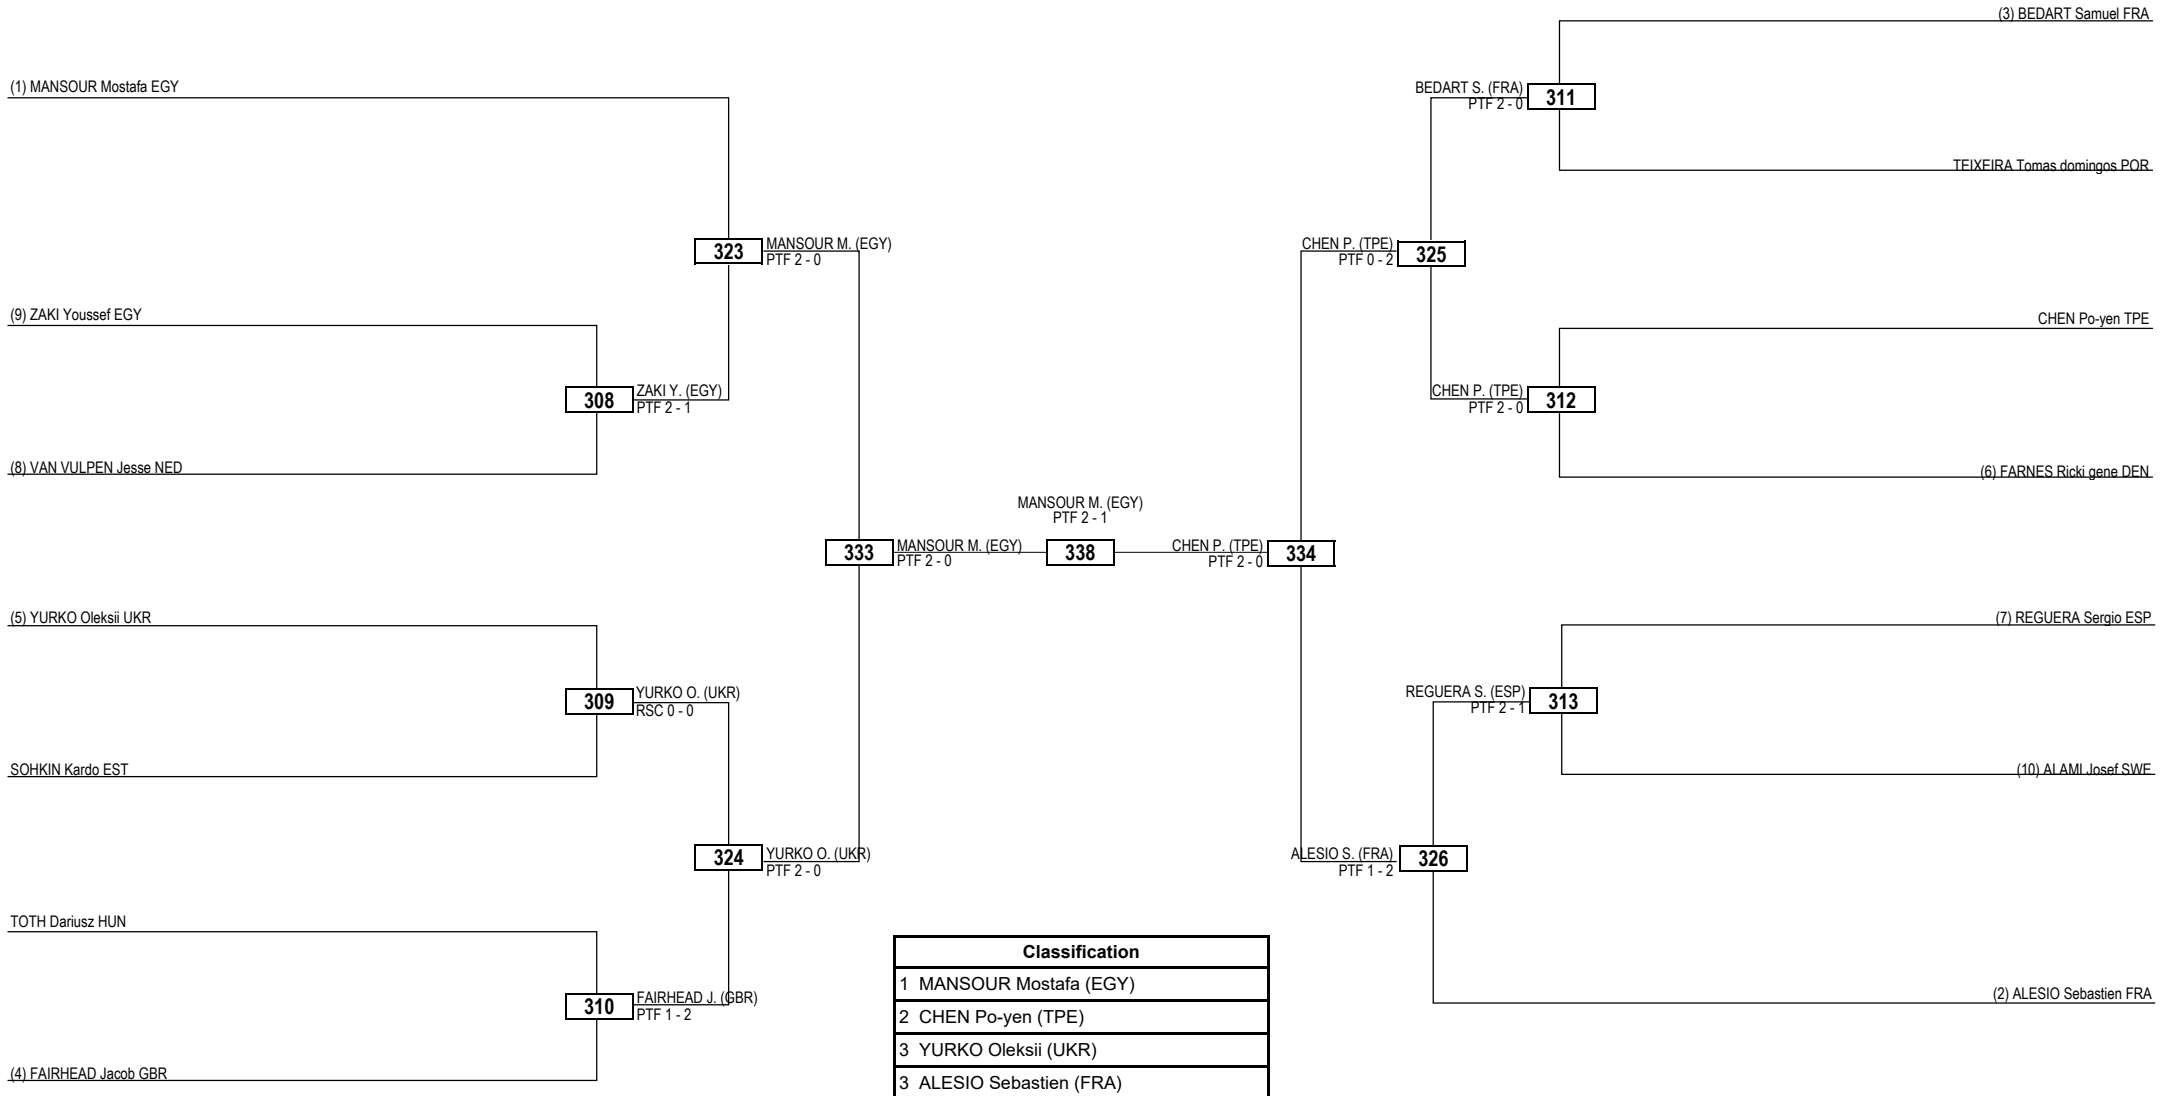 (3) BEDART Samuel FRA
(1) MANSOUR Mostafa EGY
BEDART S. (FRA)
PTF 2 - 0
311
TEIXEIRA Tomas domingos POR
323
MANSOUR M. (EGY)
PTF 2 - 0
CHEN P. (TPE)
PTF 0 - 2
325
(9) ZAKI Youssef EGY
CHEN Po-yen TPE
308
ZAKI Y. (EGY)
PTF 2 - 1
CHEN P. (TPE)
PTF 2 - 0
312
(8) VAN VULPEN Jesse NED
(6) FARNES Ricki gene DEN
MANSOUR M. (EGY)
PTF 2 - 1
333
MANSOUR M. (EGY)
PTF 2 - 0
338
CHEN P. (TPE)
PTF 2 - 0
334
(5) YURKO Oleksii UKR
(7) REGUERA Sergio ESP
309
YURKO O. (UKR)
RSC 0 - 0
REGUERA S. (ESP)
PTF 2 - 1
313
SOHKIN Kardo EST
(10) ALAMI Josef SWE
324
YURKO O. (UKR)
PTF 2 - 0
ALESIO S. (FRA)
PTF 1 - 2
326
TOTH Dariusz HUN
310
FAIRHEAD J. (GBR)
PTF 1 - 2
(2) ALESIO Sebastien FRA
(4) FAIRHEAD Jacob GBR
Classification
1 MANSOUR Mostafa (EGY)
2 CHEN Po-yen (TPE)
3 YURKO Oleksii (UKR)
3 ALESIO Sebastien (FRA)